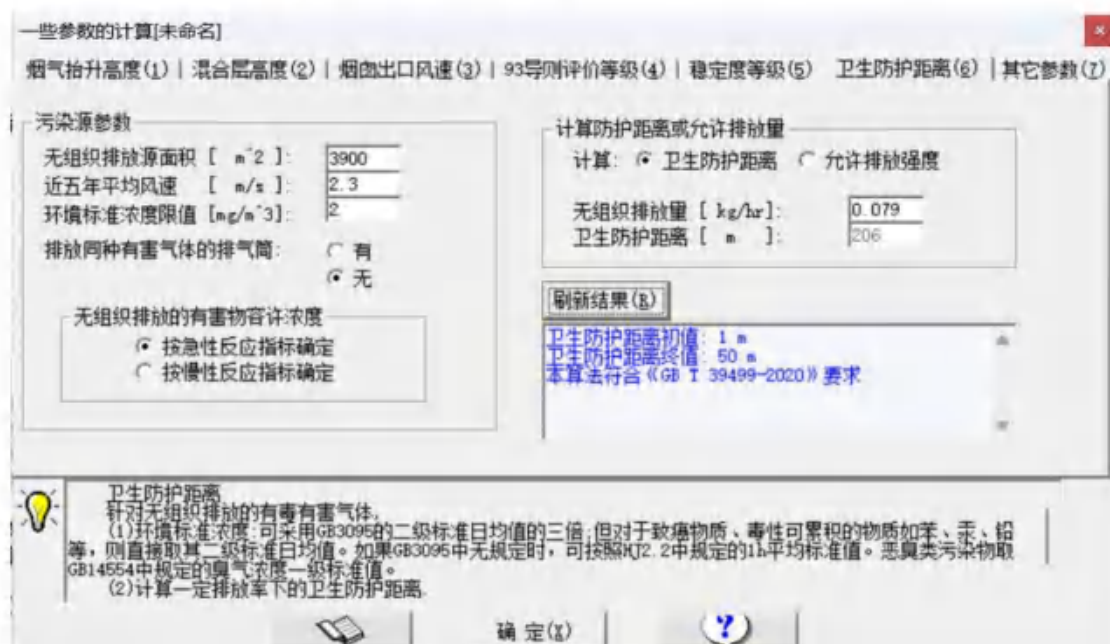 一些参数的计算[未命名]
烟气抬升高度(1) | 混合层高度(2) | 烟囱出口风速(3) | 93导则评价等级(4) | 稳定度等级(5) 卫生防护距离(6) | 其它参数(7)
污染源参数
无组织排放源面积 [ m^2 ]: 3900
近五年平均风速 [ m/s ]: 2.3
环境标准浓度限值 [mg/m^3]: 2
排放同种有害气体的排气筒: 有
无
无组织排放的有害物容许浓度
按急性反应指标确定
按慢性反应指标确定
计算防护距离或允许排放量
计算: 卫生防护距离 允许排放强度
无组织排放量 [ kg/hr]: 0.079
卫生防护距离 [ m ]: 206
刷新结果(R)
卫生防护距离初值: 1 m
卫生防护距离终值: 50 m
本算法符合《GB T 39499-2020》要求
卫生防护距离
针对无组织排放的有毒有害气体.
(1)环境标准浓度:可采用GB3095的二级标准日均值的三倍;但对于致癌物质、毒性可累积的物质如苯、汞、铅
等，则直接取其二级标准日均值。如果GB3095中无规定时，可按照HJ2.2中规定的1h平均标准值。恶臭类污染物取
GB14554中规定的臭气浓度一级标准值。
(2)计算一定排放率下的卫生防护距离.
确 定(X)